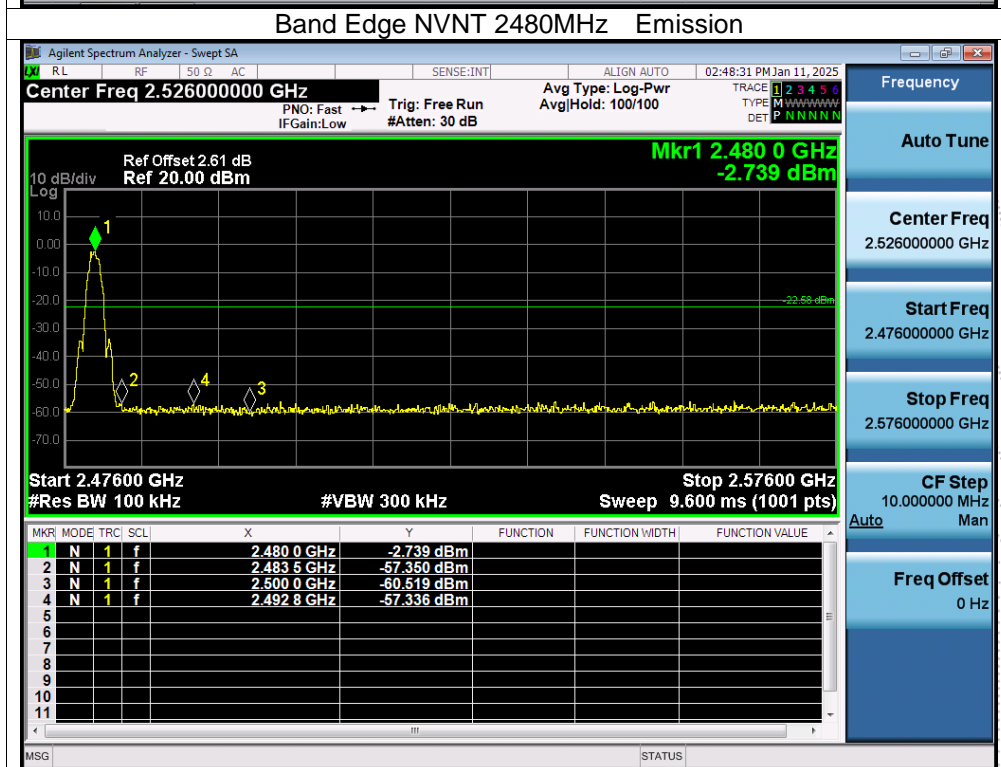 Band Edge NVNT 2480MHz Emission
Agilent Spectrum Analyzer - Swept SA
LXI RL RF 50 Ω AC SENSE:INT ALIGN AUTO 02:48:31 PM Jan 11, 2025
Center Freq 2.526000000 GHz
PNO: Fast
IFGain:Low
Trig: Free Run
#Atten: 30 dB
Avg Type: Log-Pwr
Avg|Hold: 100/100
TRACE 1 2 3 4 5 6
TYPE M WWWWW
DET P N N N N N
Mkr1 2.480 0 GHz
-2.739 dBm
Ref Offset 2.61 dB
10 dB/div Ref 20.00 dBm
Log
10.0
0.00
-10.0
-20.0
-30.0
-40.0
-50.0
-60.0
-70.0
1
2
4
3
-22.58 dBm
Start 2.47600 GHz Stop 2.57600 GHz
#Res BW 100 kHz #VBW 300 kHz Sweep 9.600 ms (1001 pts)
MKR MODE TRC SCL X Y FUNCTION FUNCTION WIDTH FUNCTION VALUE
1 N 1 f 2.480 0 GHz -2.739 dBm
2 N 1 f 2.483 5 GHz -57.350 dBm
3 N 1 f 2.500 0 GHz -60.519 dBm
4 N 1 f 2.492 8 GHz -57.336 dBm
5
6
7
8
9
10
11
MSG STATUS
Frequency
Auto Tune
Center Freq
2.526000000 GHz
Start Freq
2.476000000 GHz
Stop Freq
2.576000000 GHz
CF Step
10.000000 MHz
Auto Man
Freq Offset
0 Hz